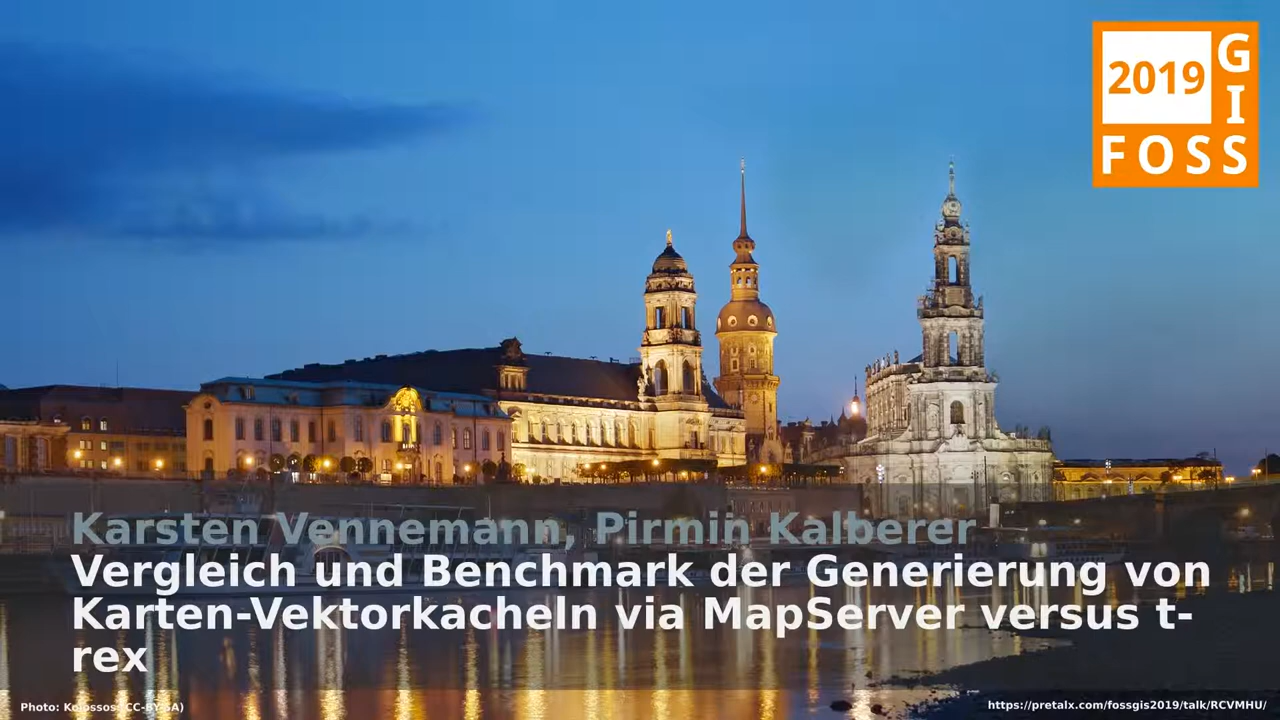 2019
GIS
FOSS
Karsten Vennemann, Pirmin Kalberer
Vergleich und Benchmark der Generierung von
Karten-Vektorkacheln via MapServer versus t-
rex
Photo: Kolossos (CC-BY-SA)
https://pretalx.com/fossgis2019/talk/RCVMHU/